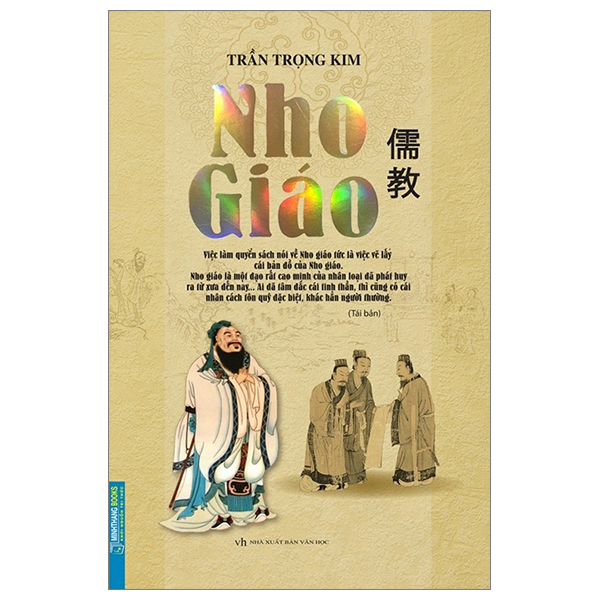 TRẦN TRỌNG KIM
Nho
Giáo
儒
教
Việc làm quyển sách nói về Nho giáo tức là việc vẽ lấy
cái bản đồ của Nho giáo.
Nho giáo là một đạo rất cao minh của nhân loại đã phát huy
ra từ xưa đến nay... Ai đã tâm đắc cái tinh thần, thì cũng có cái
nhân cách tôn quý đặc biệt, khác hẳn người thường.
(Tái bản)
MINHTHANG BOOKS
KHƠI NGUỒN TRI THỨC
vh NHÀ XUẤT BẢN VĂN HỌC